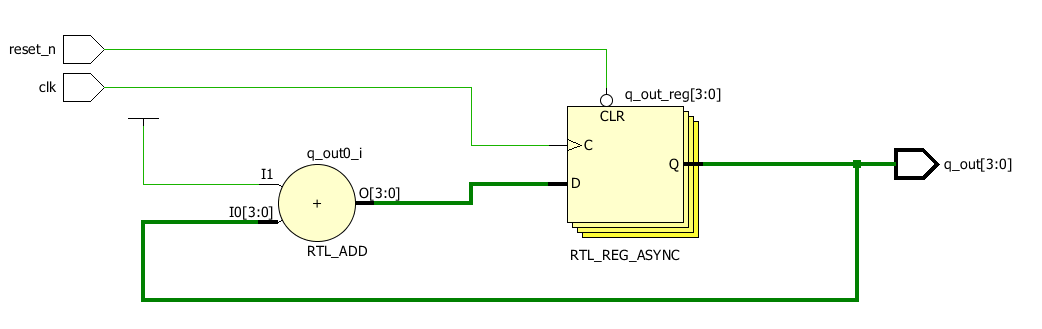 reset_n
q_out_reg[3:0]
clk
CLR
C
q_out0_i
Q
q_out[3:0]
I1
D
O[3:0]
I0[3:0]
+
RTL_ADD
RTL_REG_ASYNC